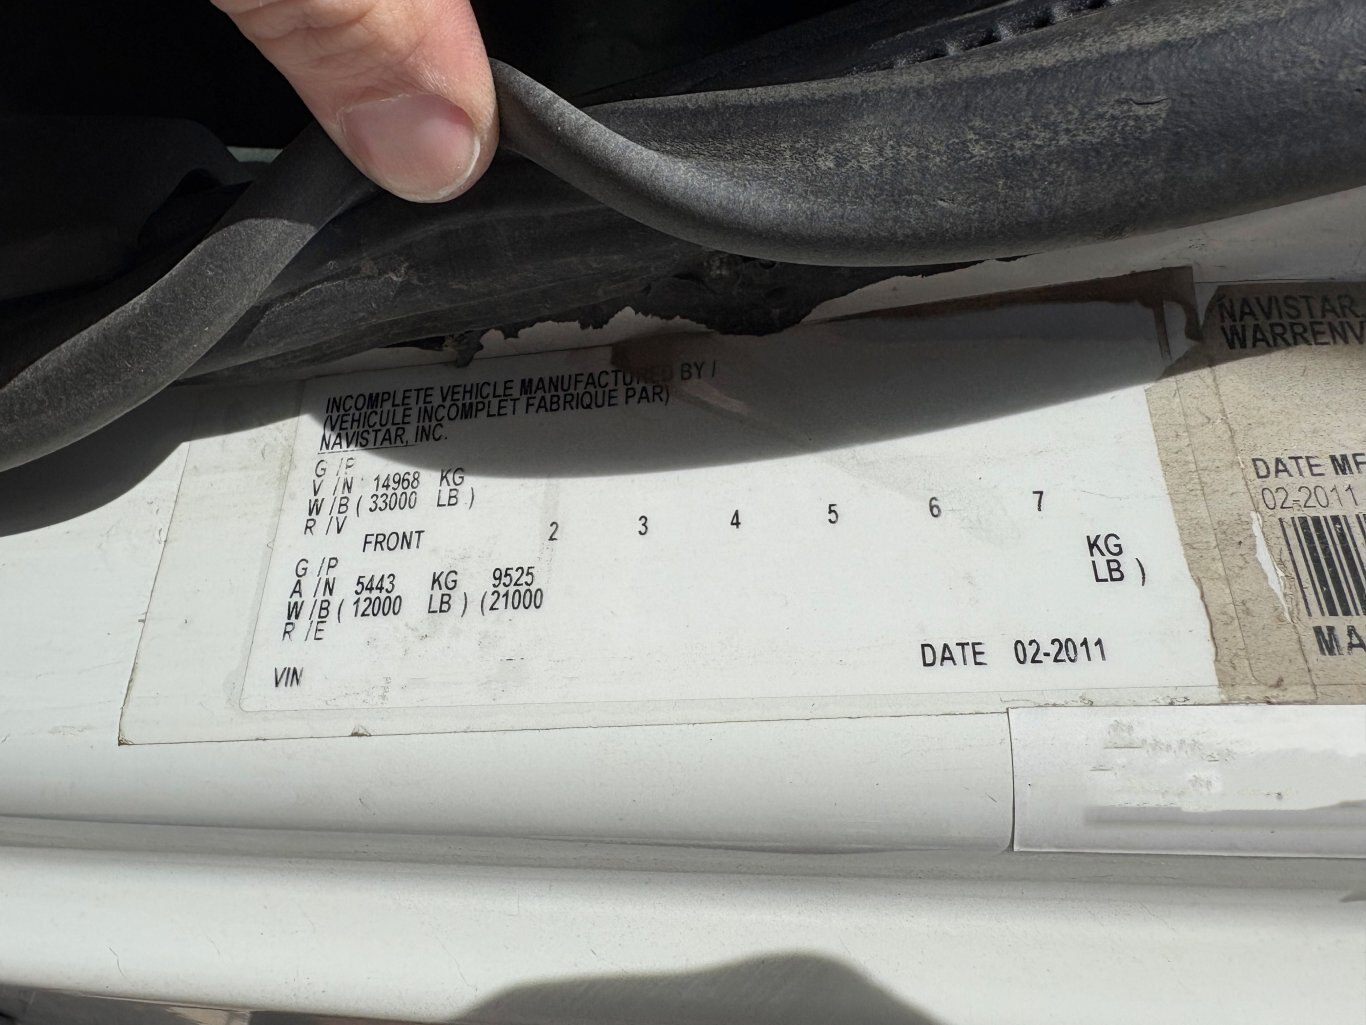 INCOMPLETE VEHICLE MANUFACTURED BY /
(VEHICULE INCOMPLET FABRIQUE PAR)
NAVISTAR, INC.
G / P
V / N 14968 KG
W / B ( 33000 LB )
R / V
FRONT 2 3 4 5 6 7
G / P
A / N 5443 KG 9525 KG
W / B ( 12000 LB ) (21000 LB )
R / E
VIN
DATE 02-2011
NAVISTAR,
WARRENV
DATE MF
02-2011
MA